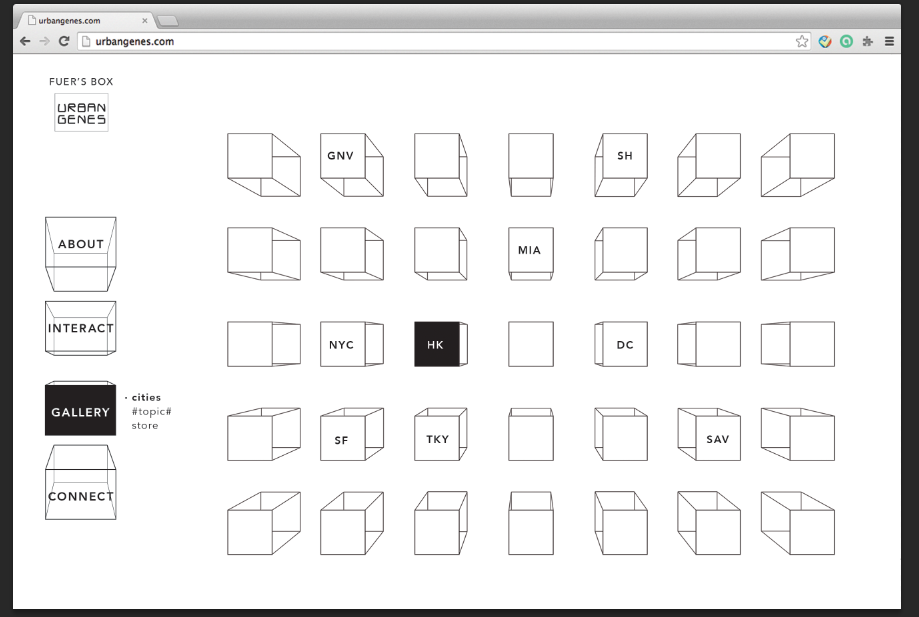 urbangenes.com
urbangenes.com
FUER'S BOX
URBAN
GENES
GNV
SH
ABOUT
MIA
INTERACT
NYC
HK
DC
GALLERY
· cities
#topic#
store
SF
TKY
SAV
CONNECT